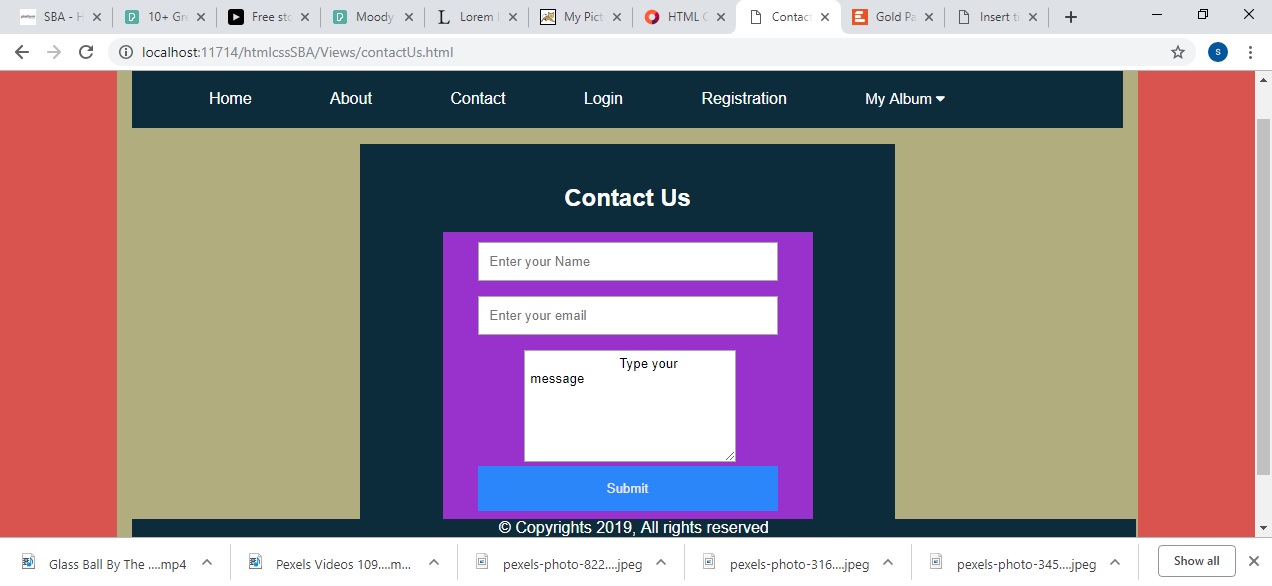 SBA - H
10+ Gre
Free sto
Moody
Lorem I
My Pict
HTML C
Contac
Gold Pa
Insert ti
localhost:11714/htmlcssSBA/Views/contactUs.html
S
Home About Contact Login Registration My Album
Contact Us
Enter your Name
Enter your email
Type your
message
Submit
© Copyrights 2019, All rights reserved
Glass Ball By The ....mp4
Pexels Videos 109....m...
pexels-photo-822....jpeg
pexels-photo-316....jpeg
pexels-photo-345....jpeg
Show all